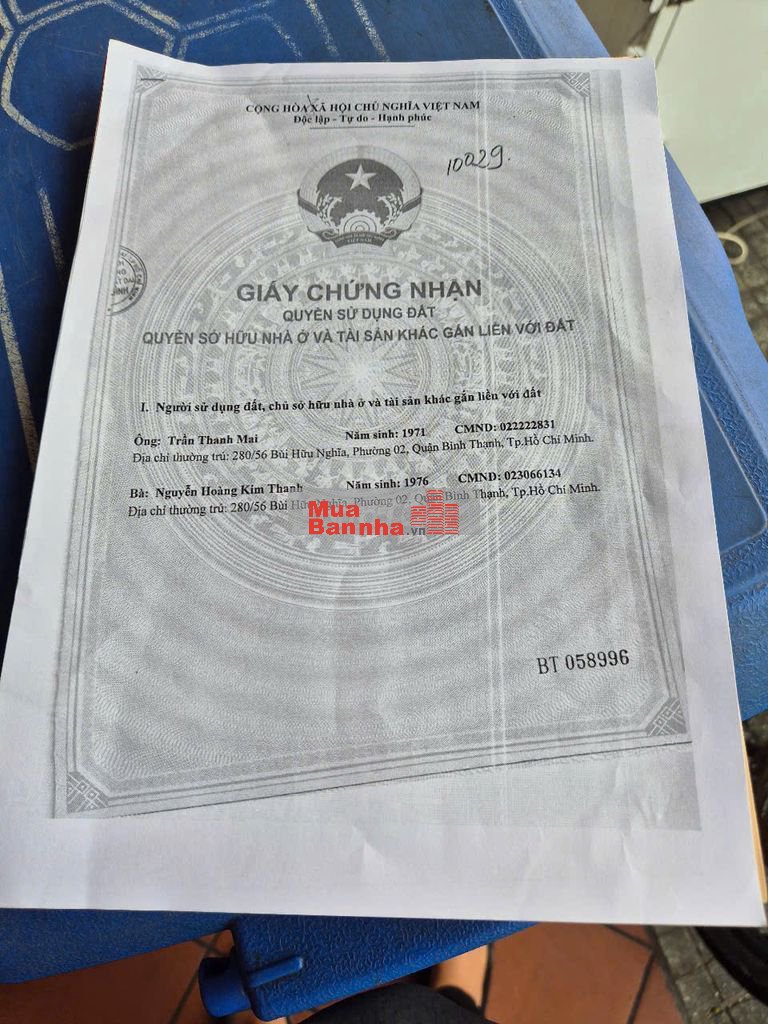 CỘNG HÒA XÃ HỘI CHỦ NGHĨA VIỆT NAM
Độc lập - Tự do - Hạnh phúc
10029.
VIỆT NAM
GIẤY CHỨNG NHẬN
QUYỀN SỬ DỤNG ĐẤT
QUYỀN SỞ HỮU NHÀ Ở VÀ TÀI SẢN KHÁC GẮN LIỀN VỚI ĐẤT
I. Người sử dụng đất, chủ sở hữu nhà ở và tài sản khác gắn liền với đất
Ông: Trần Thanh Mai Năm sinh: 1971 CMND: 022222831
Địa chỉ thường trú: 280/56 Bùi Hữu Nghĩa, Phường 02, Quận Bình Thạnh, Tp.Hồ Chí Minh.
Bà: Nguyễn Hoàng Kim Thanh Năm sinh: 1976 CMND: 023066134
Địa chỉ thường trú: 280/56 Bùi Hữu Nghĩa, Phường 02, Quận Bình Thạnh, Tp.Hồ Chí Minh.
Mua
Bannha.vn
BT 058996